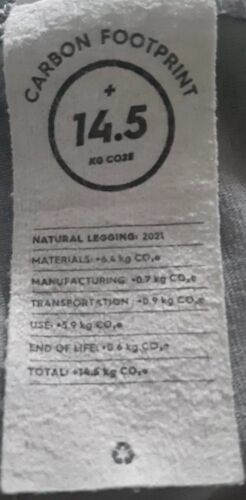 CARBON FOOTPRINT
+
14.5
KG CO2E
NATURAL LEGGING: 2021
MATERIALS: +6.4 kg CO₂e
MANUFACTURING: +0.7 kg CO₂e
TRANSPORTATION: +0.9 kg CO₂e
USE: +5.9 kg CO₂e
END OF LIFE: +0.6 kg CO₂e
TOTAL: +14.5 kg CO₂e